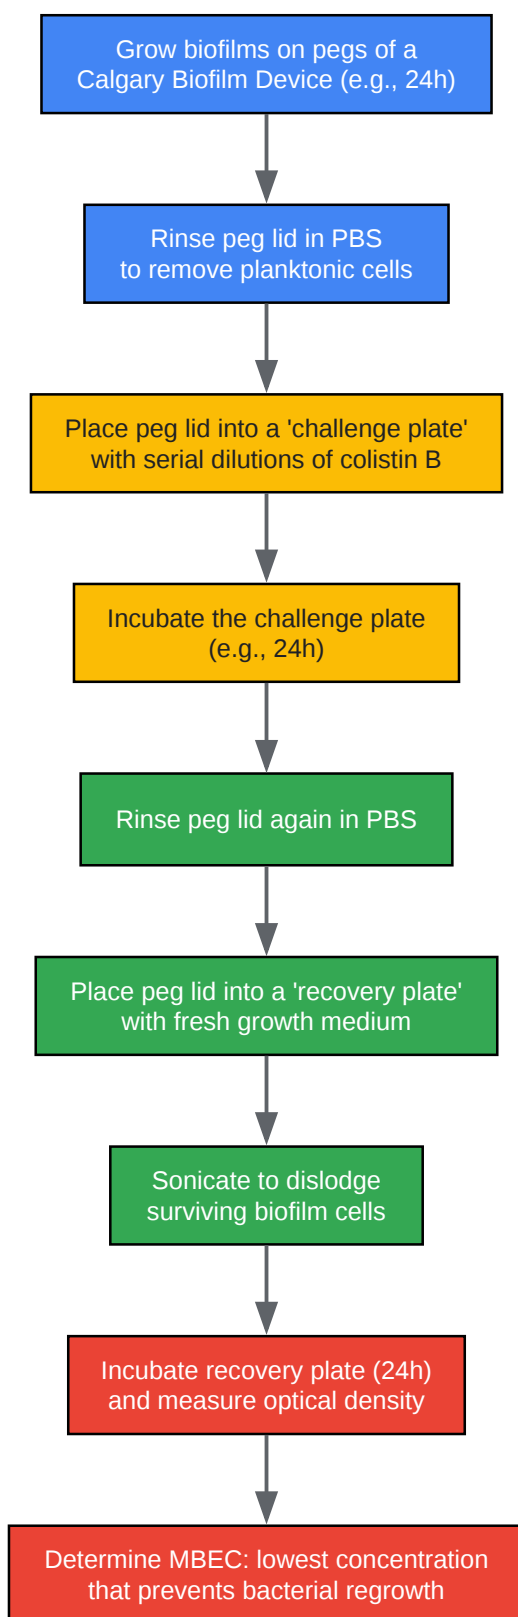 Grow biofilms on pegs of a
Calgary Biofilm Device (e.g., 24h)
Rinse peg lid in PBS
to remove planktonic cells
Place peg lid into a 'challenge plate'
with serial dilutions of colistin B
Incubate the challenge plate
(e.g., 24h)
Rinse peg lid again in PBS
Place peg lid into a 'recovery plate'
with fresh growth medium
Sonicate to dislodge
surviving biofilm cells
Incubate recovery plate (24h)
and measure optical density
Determine MBEC: lowest concentration
that prevents bacterial regrowth